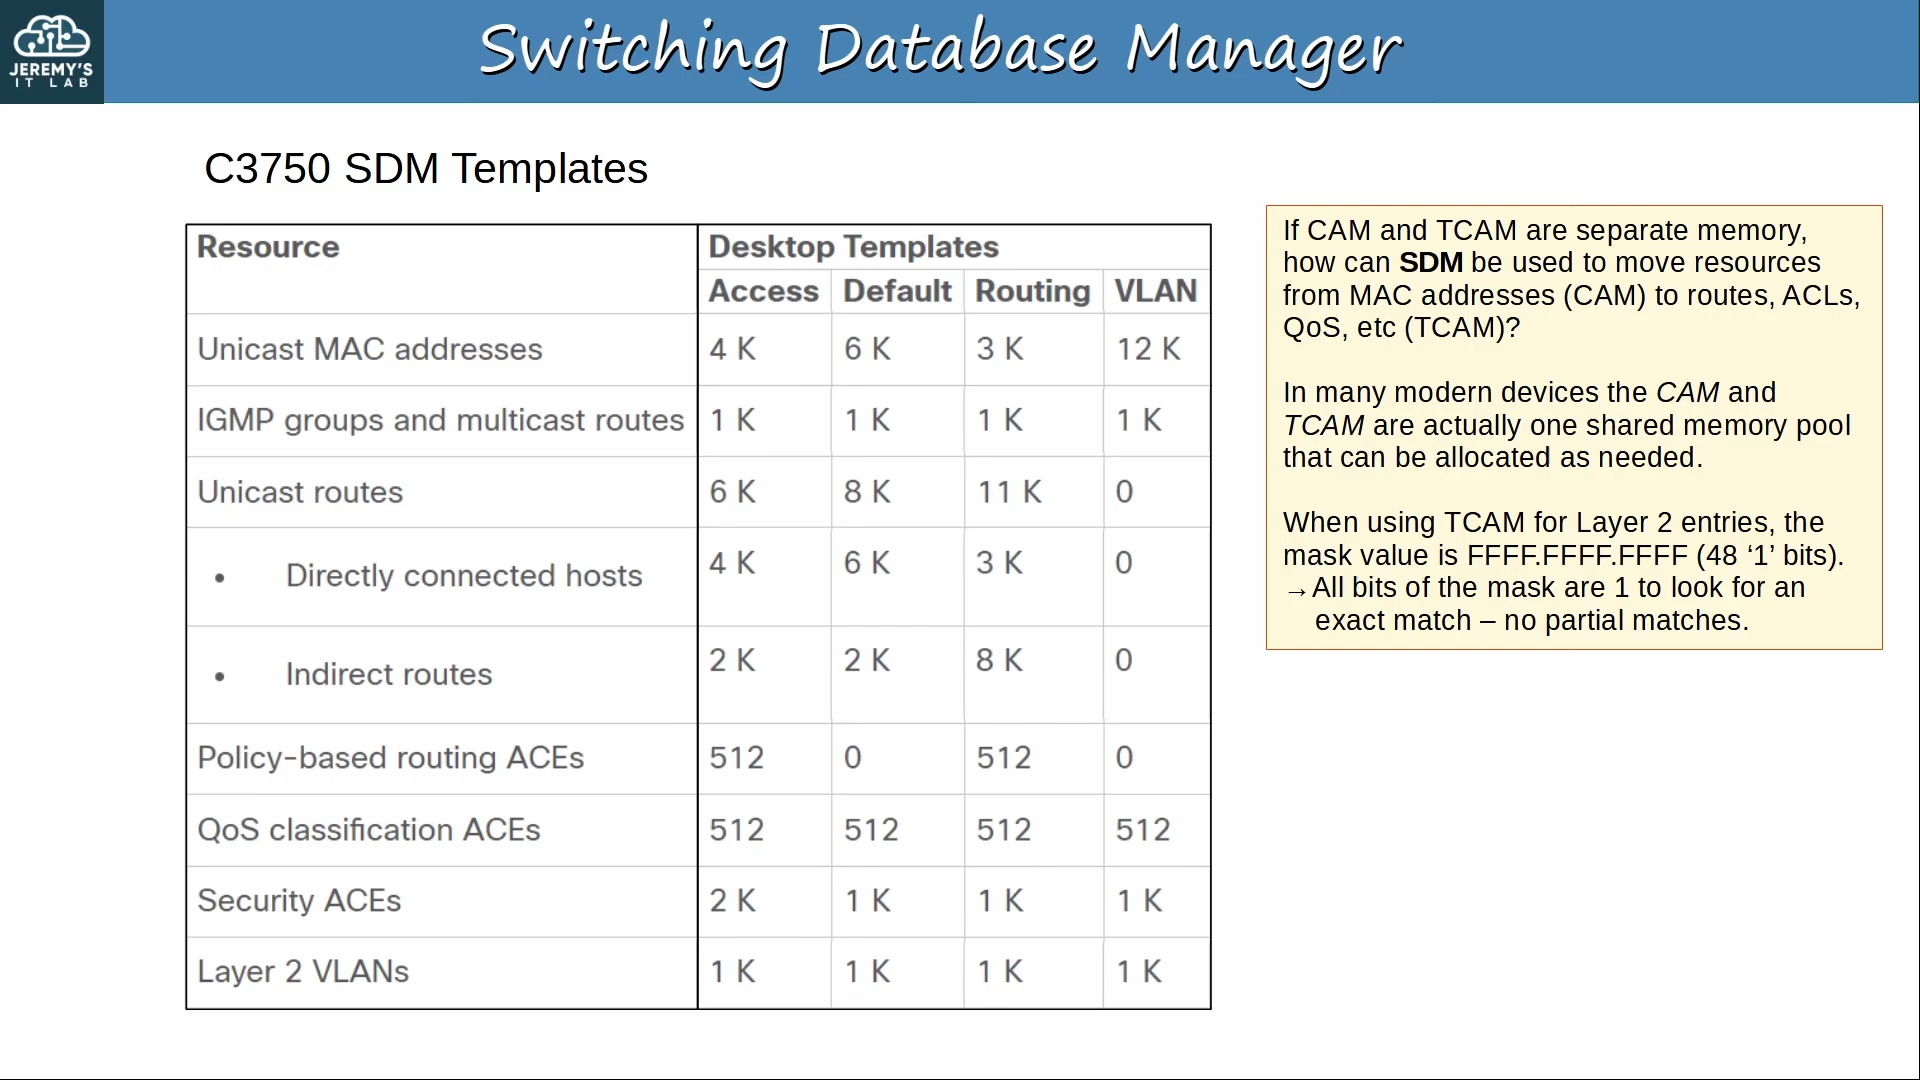 JEREMY'S
IT LAB
Switching Database Manager
C3750 SDM Templates
Resource Desktop Templates
Access Default Routing VLAN
Unicast MAC addresses 4 K 6 K 3 K 12 K
IGMP groups and multicast routes 1 K 1 K 1 K 1 K
Unicast routes 6 K 8 K 11 K 0
• Directly connected hosts 4 K 6 K 3 K 0
• Indirect routes 2 K 2 K 8 K 0
Policy-based routing ACEs 512 0 512 0
QoS classification ACEs 512 512 512 512
Security ACEs 2 K 1 K 1 K 1 K
Layer 2 VLANs 1 K 1 K 1 K 1 K
If CAM and TCAM are separate memory,
how can SDM be used to move resources
from MAC addresses (CAM) to routes, ACLs,
QoS, etc (TCAM)?
In many modern devices the CAM and
TCAM are actually one shared memory pool
that can be allocated as needed.
When using TCAM for Layer 2 entries, the
mask value is FFFF.FFFF.FFFF (48 ‘1’ bits).
→All bits of the mask are 1 to look for an
exact match – no partial matches.